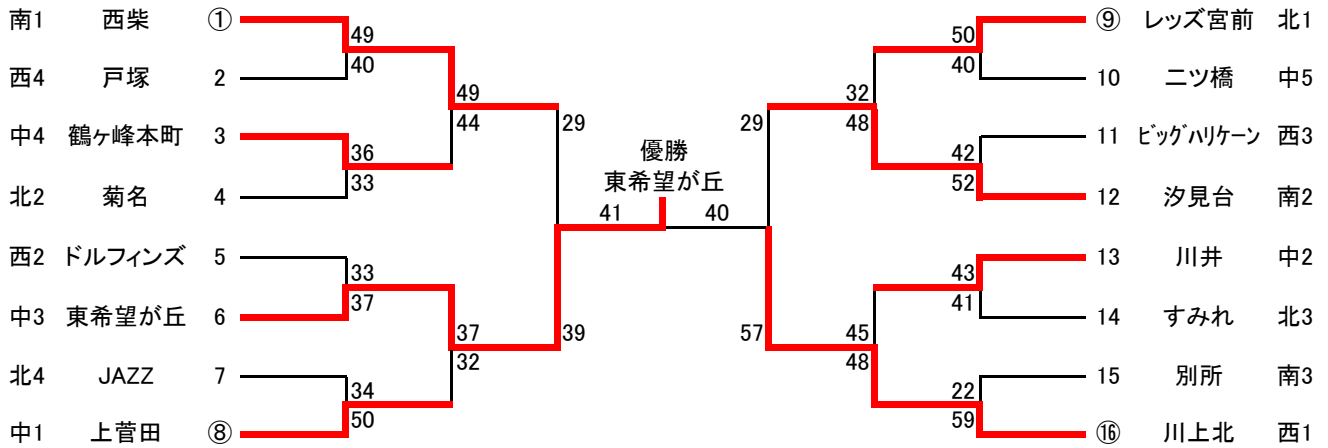 南1 西柴 ①
49
40
西4 戸塚 2
49
44
中4 鶴ヶ峰本町 3
36
33
北2 菊名 4
29
西2 ドルフィンズ 5
33
37
中3 東希望が丘 6
37
32
39
北4 JAZZ 7
34
50
中1 上菅田 ⑧
優勝
東希望が丘
41 40
⑨ レッズ宮前 北1
50
40
10 二ツ橋 中5
32
48
29
11 ビッグハリケーン 西3
42
52
12 汐見台 南2
13 川井 中2
43
41
14 すみれ 北3
57
45
48
15 別所 南3
22
59
⑯ 川上北 西1